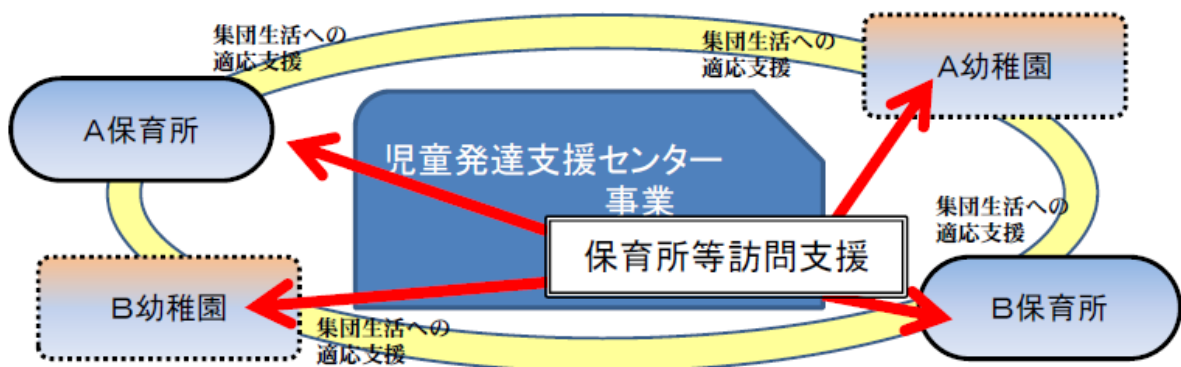 集団生活への
適応支援
集団生活への
適応支援
A幼稚園
A保育所
児童発達支援センター
事業
集団生活への
適応支援
保育所等訪問支援
B幼稚園
B保育所
集団生活への
適応支援